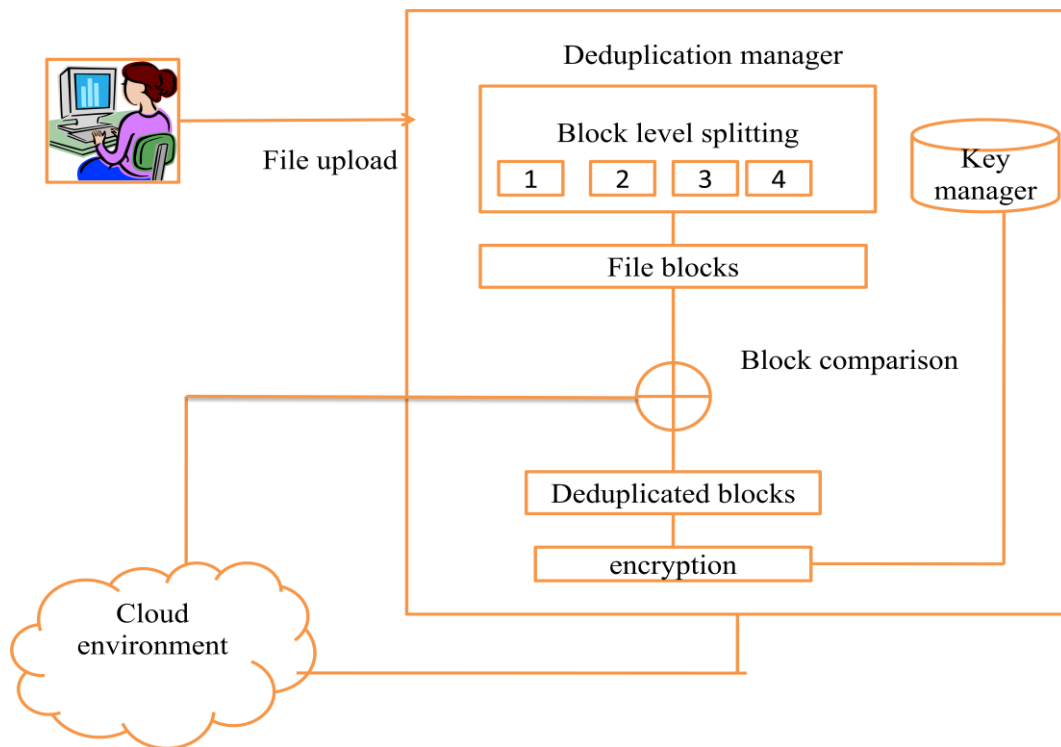 Deduplication manager
File upload
Block level splitting
1 2 3 4
Key
manager
File blocks
Block comparison
Deduplicated blocks
encryption
Cloud
environment